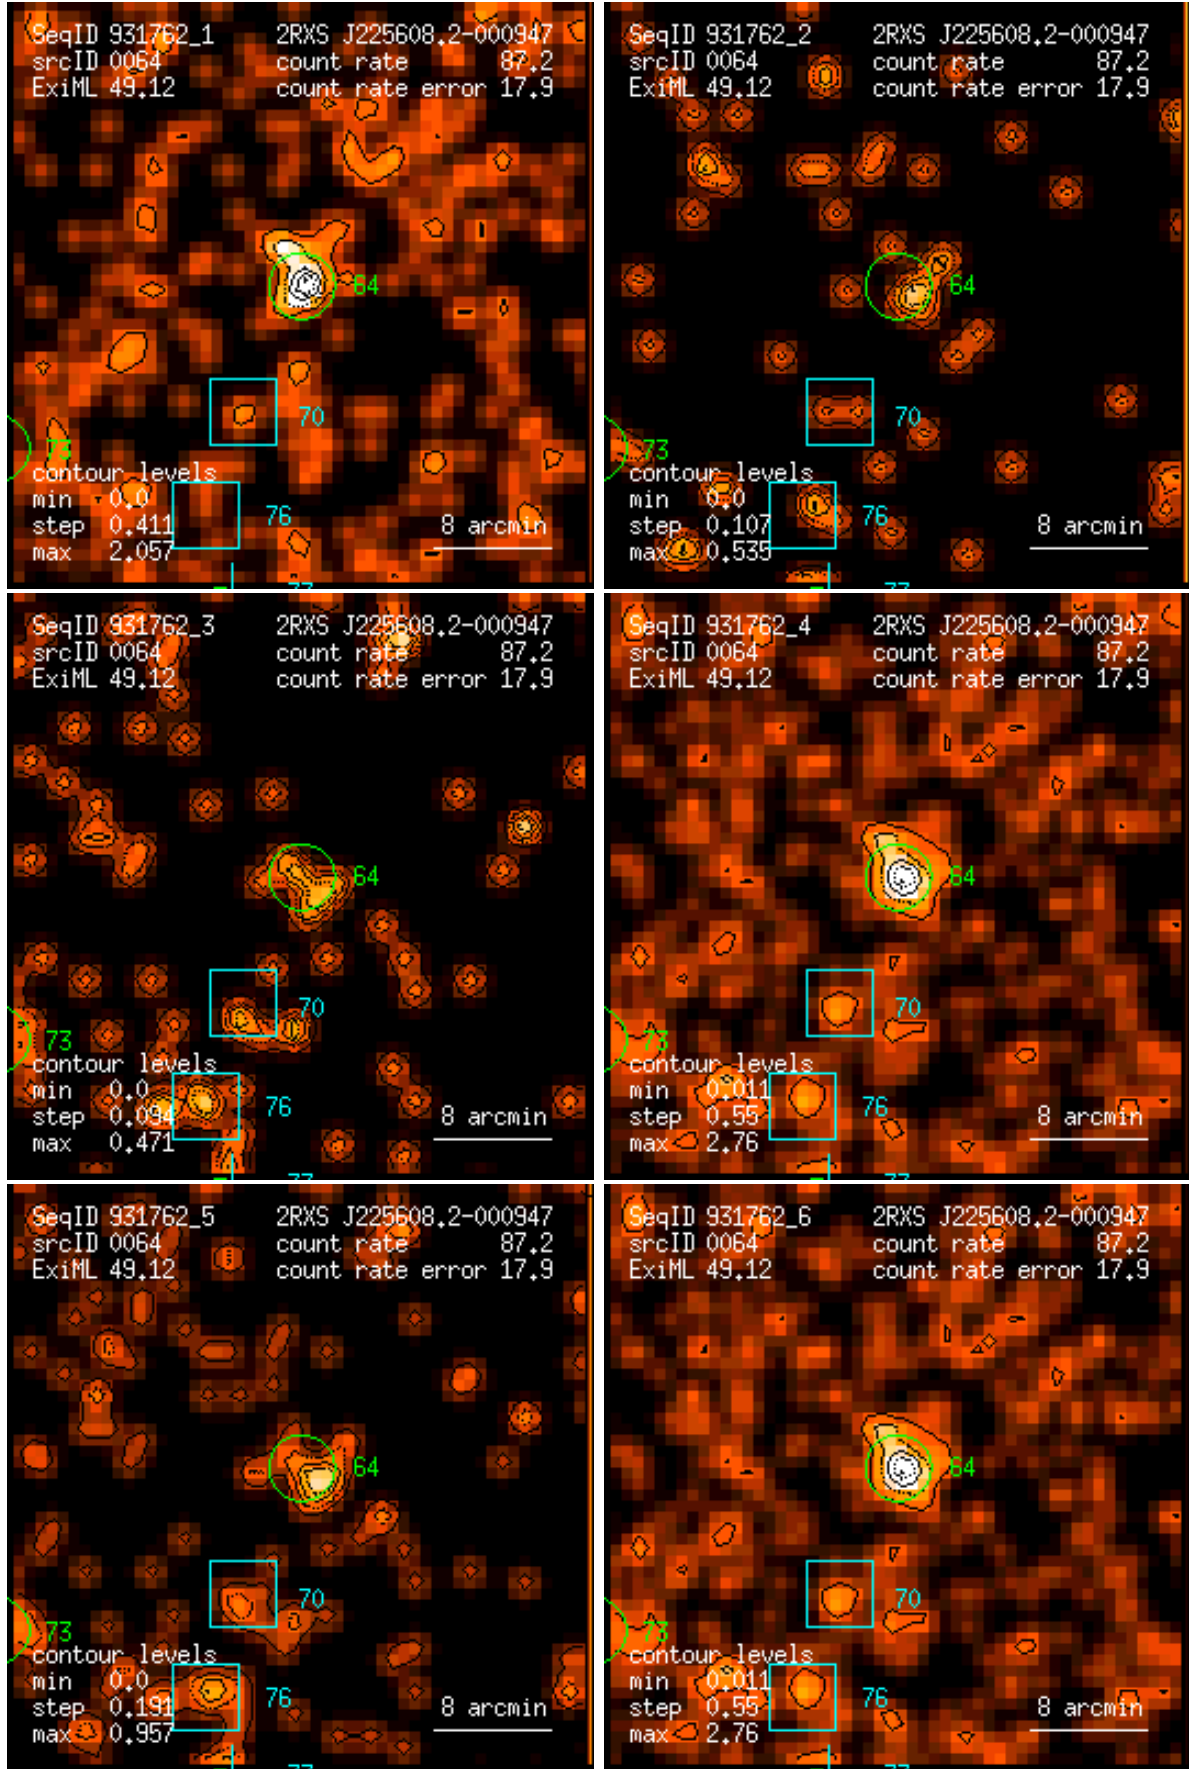 SeqID 931762_1 2RXS J225608.2-000947
srcID 0064 count rate 87.2
ExiML 49.12 count rate error 17.9
64
70
73
contour levels
min 0.0
step 0.411
max 2.057
76
8 arcmin
77
SeqID 931762_2 2RXS J225608.2-000947
srcID 0064 count rate 87.2
ExiML 49.12 count rate error 17.9
64
70
73
contour levels
min 0.0
step 0.107
max 0.535
76
8 arcmin
77
SeqID 931762_3 2RXS J225608.2-000947
srcID 0064 count rate 87.2
ExiML 49.12 count rate error 17.9
64
70
73
contour levels
min 0.0
step 0.094
max 0.471
76
8 arcmin
77
SeqID 931762_4 2RXS J225608.2-000947
srcID 0064 count rate 87.2
ExiML 49.12 count rate error 17.9
64
70
73
contour levels
min 0.011
step 0.55
max 2.76
76
8 arcmin
77
SeqID 931762_5 2RXS J225608.2-000947
srcID 0064 count rate 87.2
ExiML 49.12 count rate error 17.9
64
70
73
contour levels
min 0.0
step 0.191
max 0.957
76
8 arcmin
77
SeqID 931762_6 2RXS J225608.2-000947
srcID 0064 count rate 87.2
ExiML 49.12 count rate error 17.9
64
70
73
contour levels
min 0.011
step 0.55
max 2.76
76
8 arcmin
77